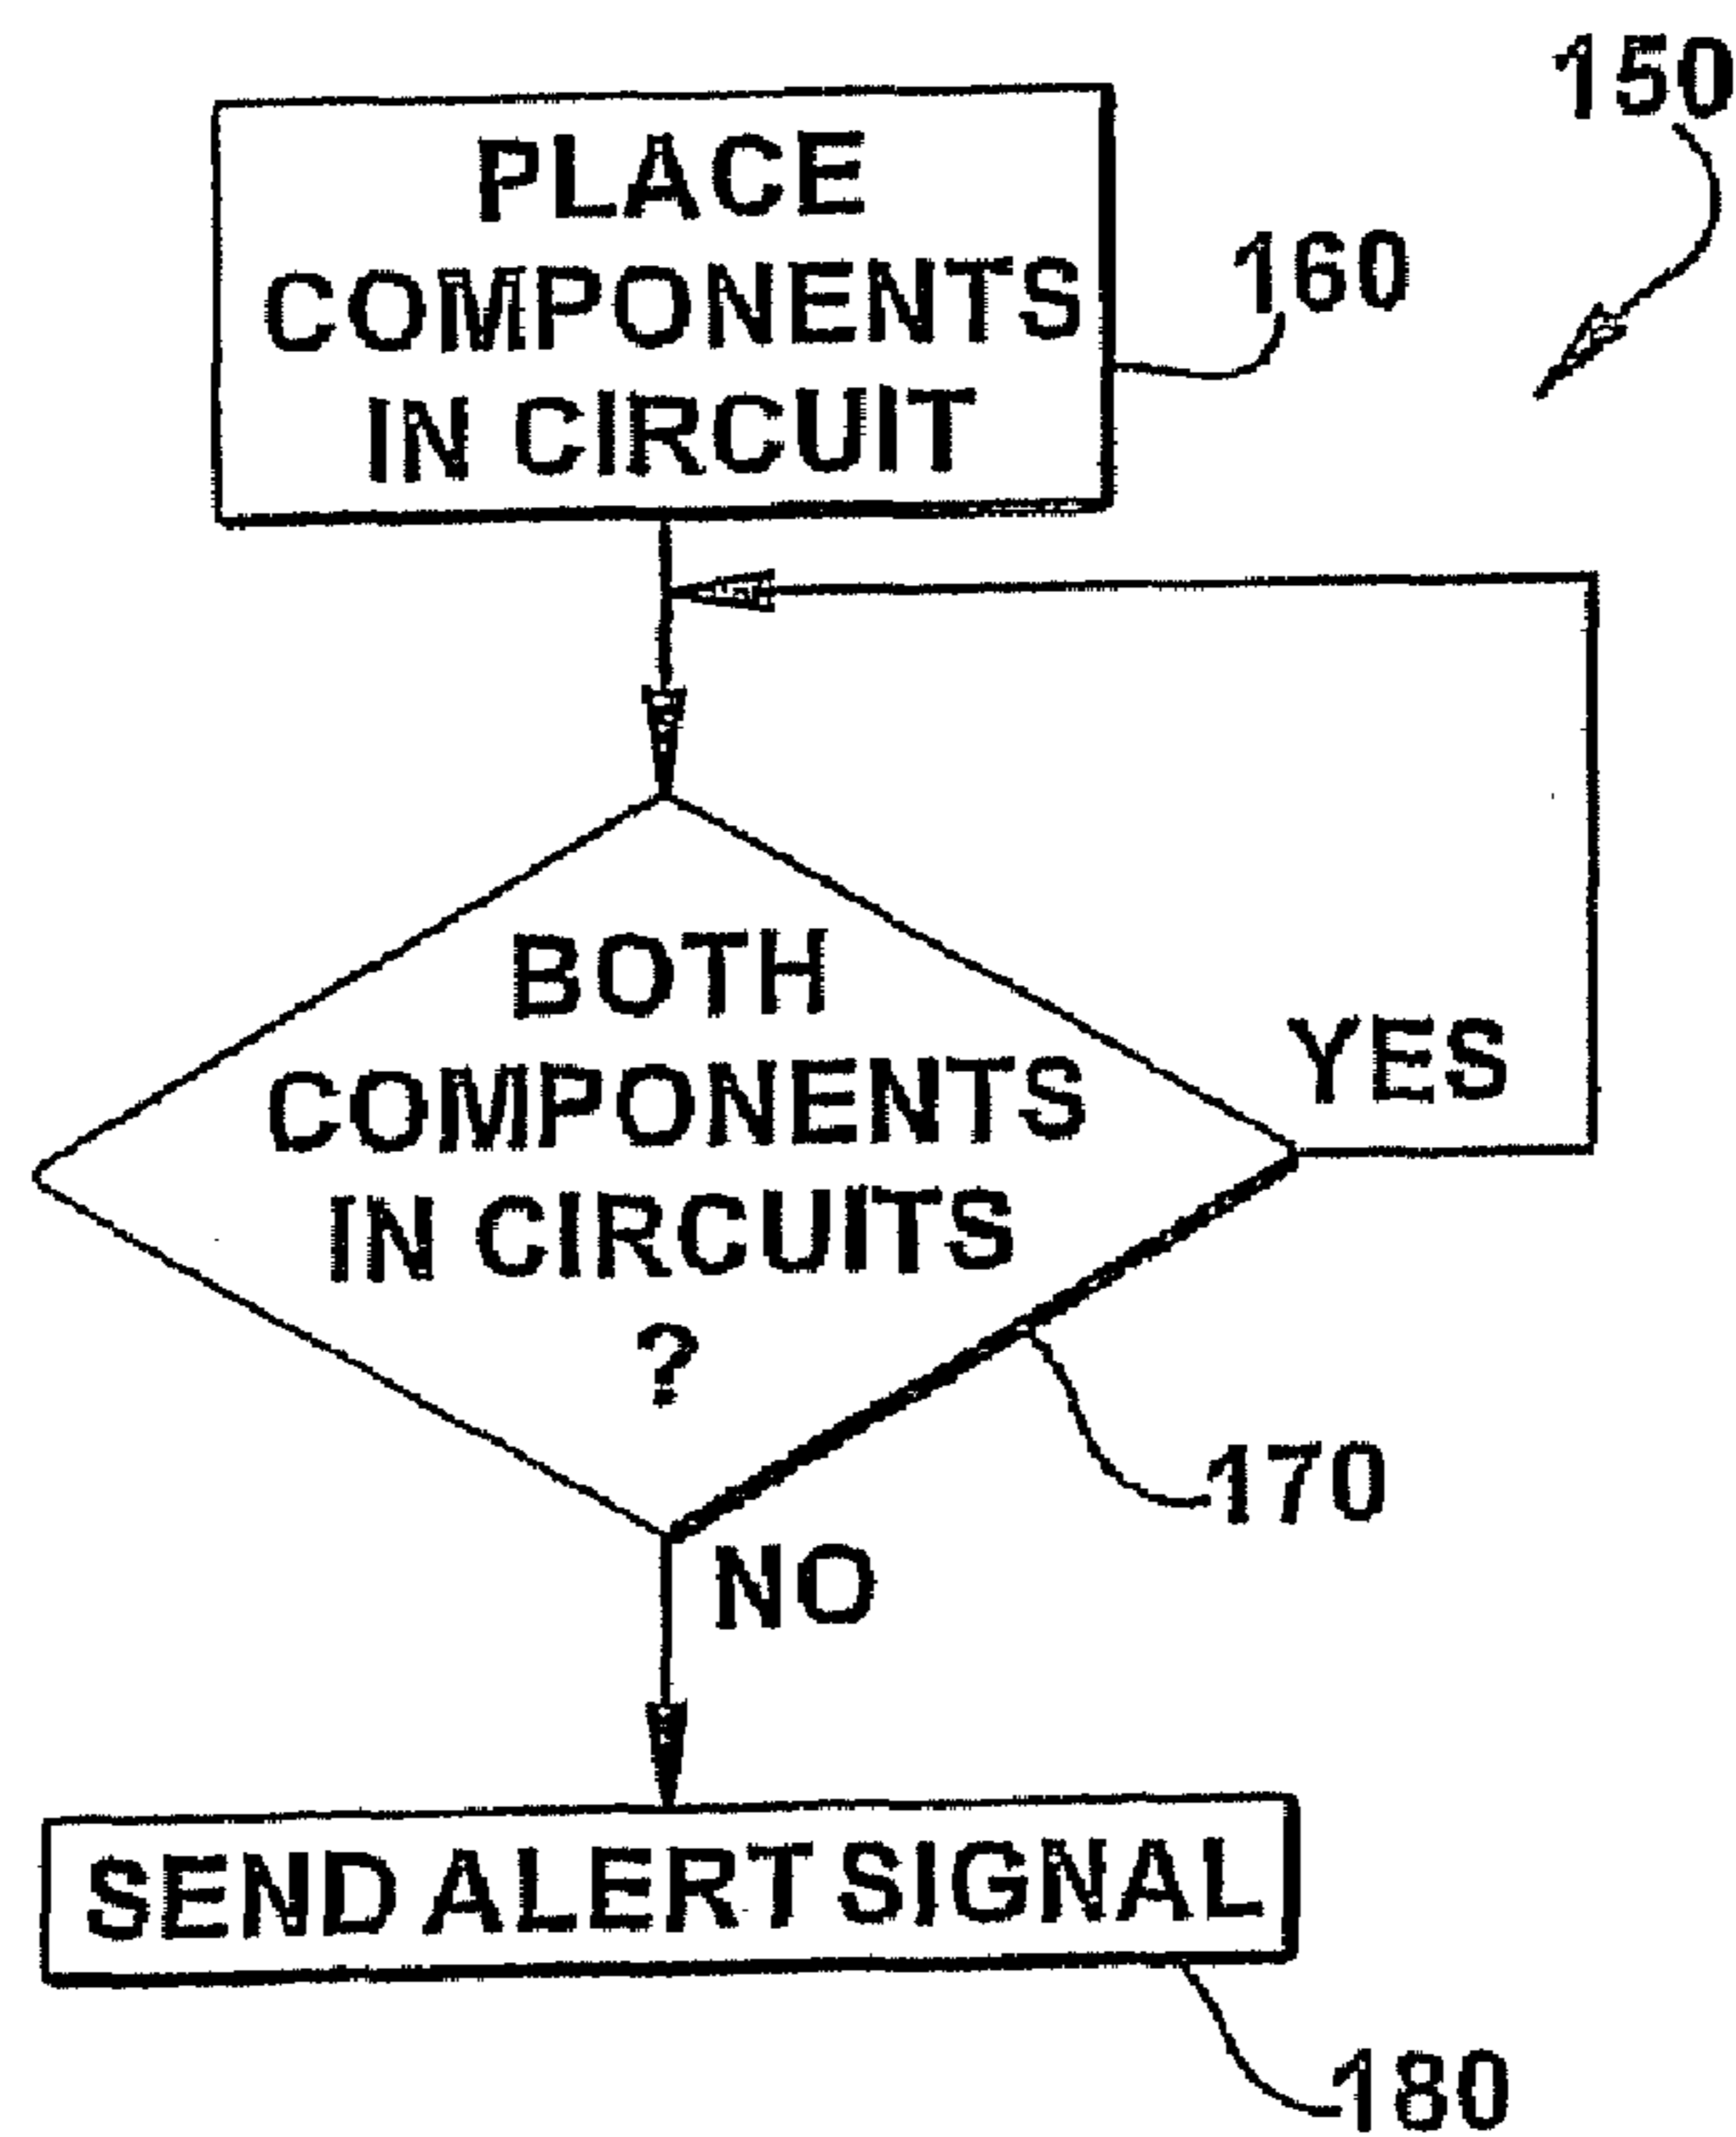 150
PLACE
COMPONENTS
IN CIRCUIT
160
BOTH
COMPONENTS
IN CIRCUITS
?
YES
170
NO
SEND ALERT SIGNAL
180